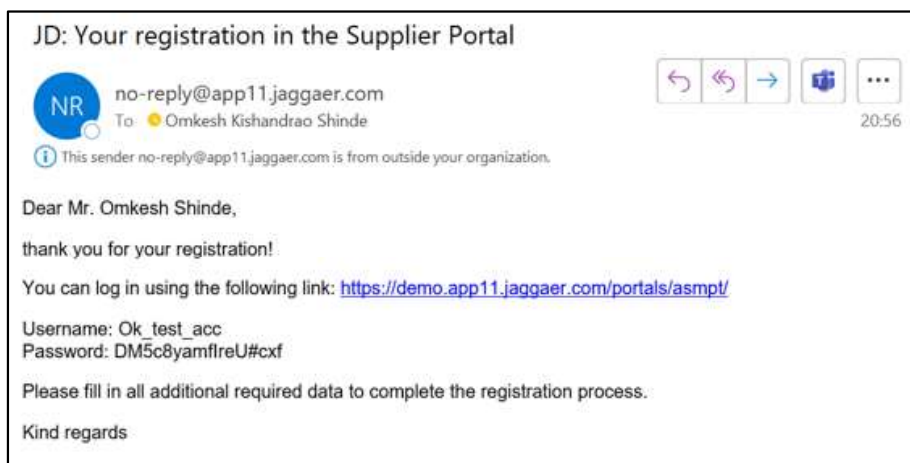 JD: Your registration in the Supplier Portal
NR
no-reply@app11.jaggaer.com
To Omkesh Kishandrao Shinde
20:56
This sender no-reply@app11.jaggaer.com is from outside your organization.
Dear Mr. Omkesh Shinde,
thank you for your registration!
You can log in using the following link: https://demo.app11.jaggaer.com/portals/asmpt/
Username: Ok_test_acc
Password: DM5c8yamfIreU#cxf
Please fill in all additional required data to complete the registration process.
Kind regards